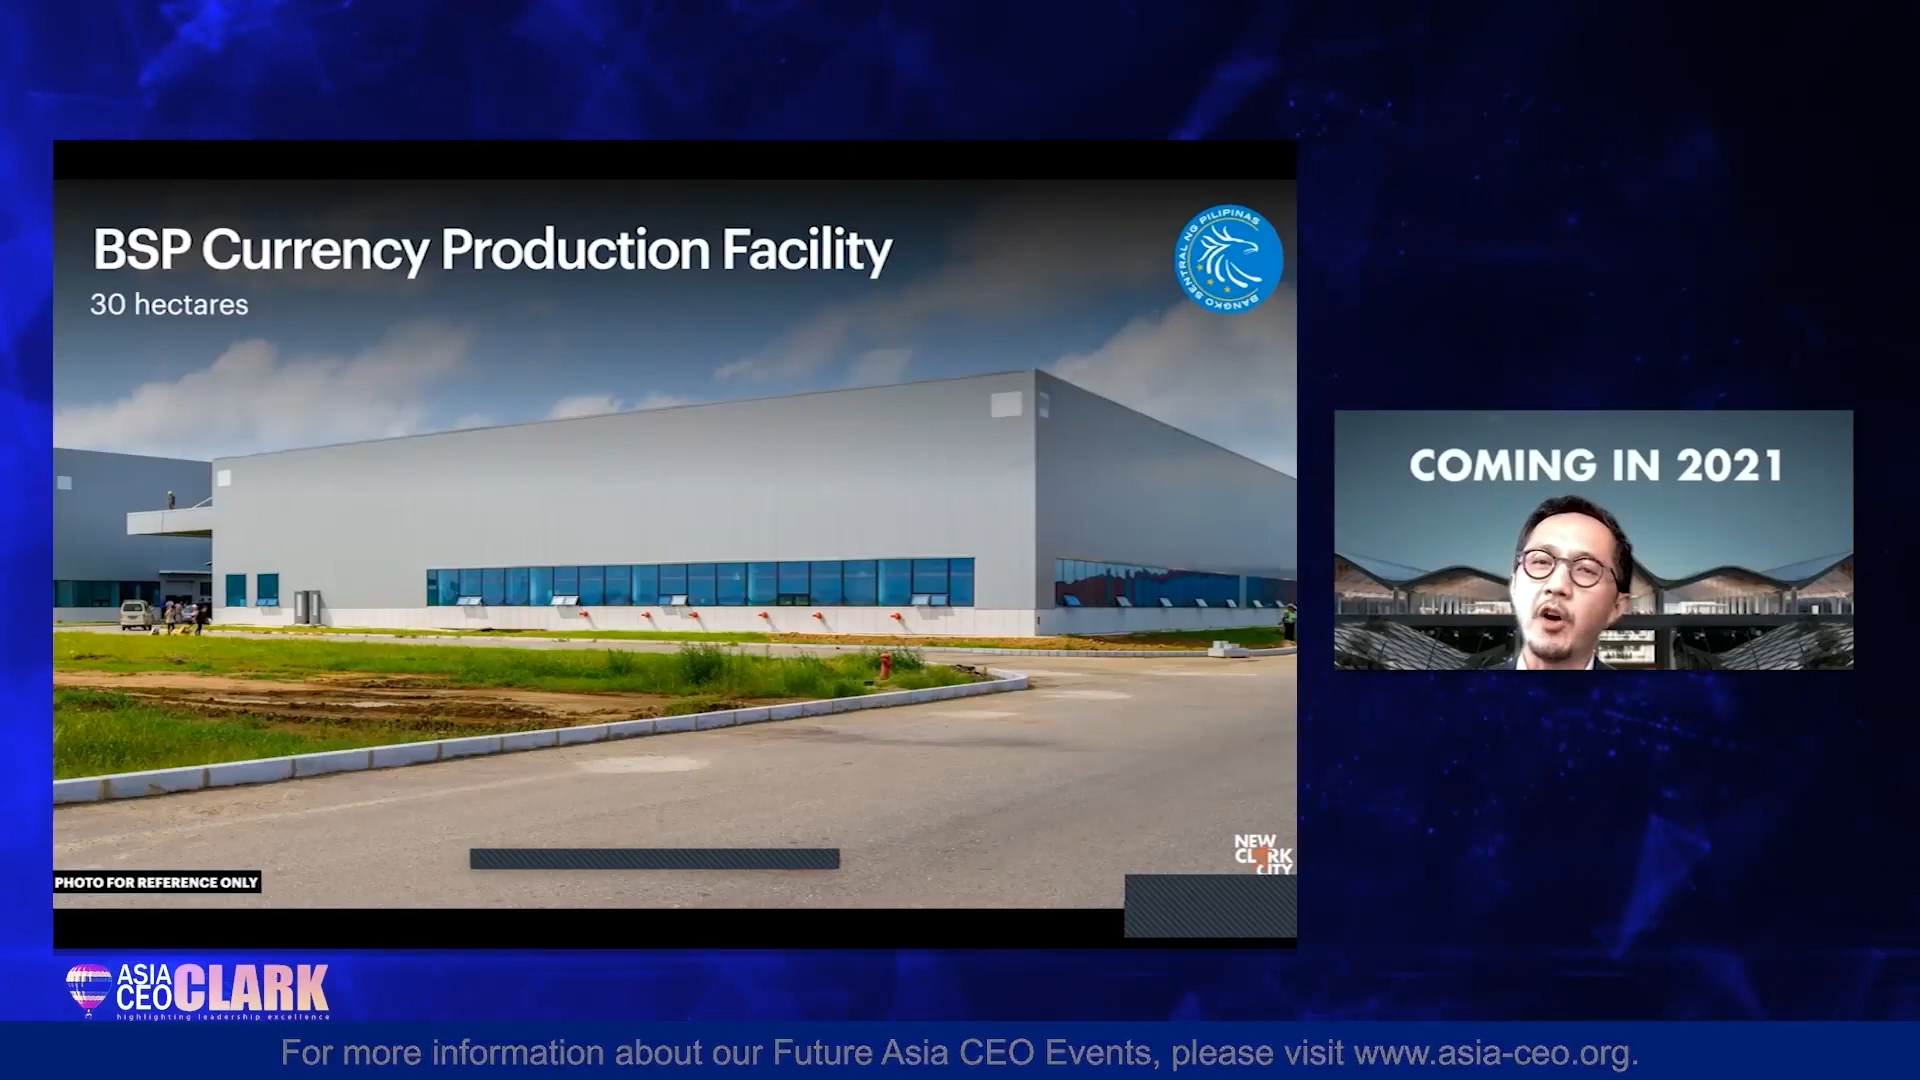 BSP Currency Production Facility
30 hectares
BANGKO SENTRAL NG PILIPINAS
COMING IN 2021
NEW
CLARK
CITY
PHOTO FOR REFERENCE ONLY
ASIA
CEO
CLARK
highlighting leadership excellence
For more information about our Future Asia CEO Events, please visit www.asia-ceo.org.